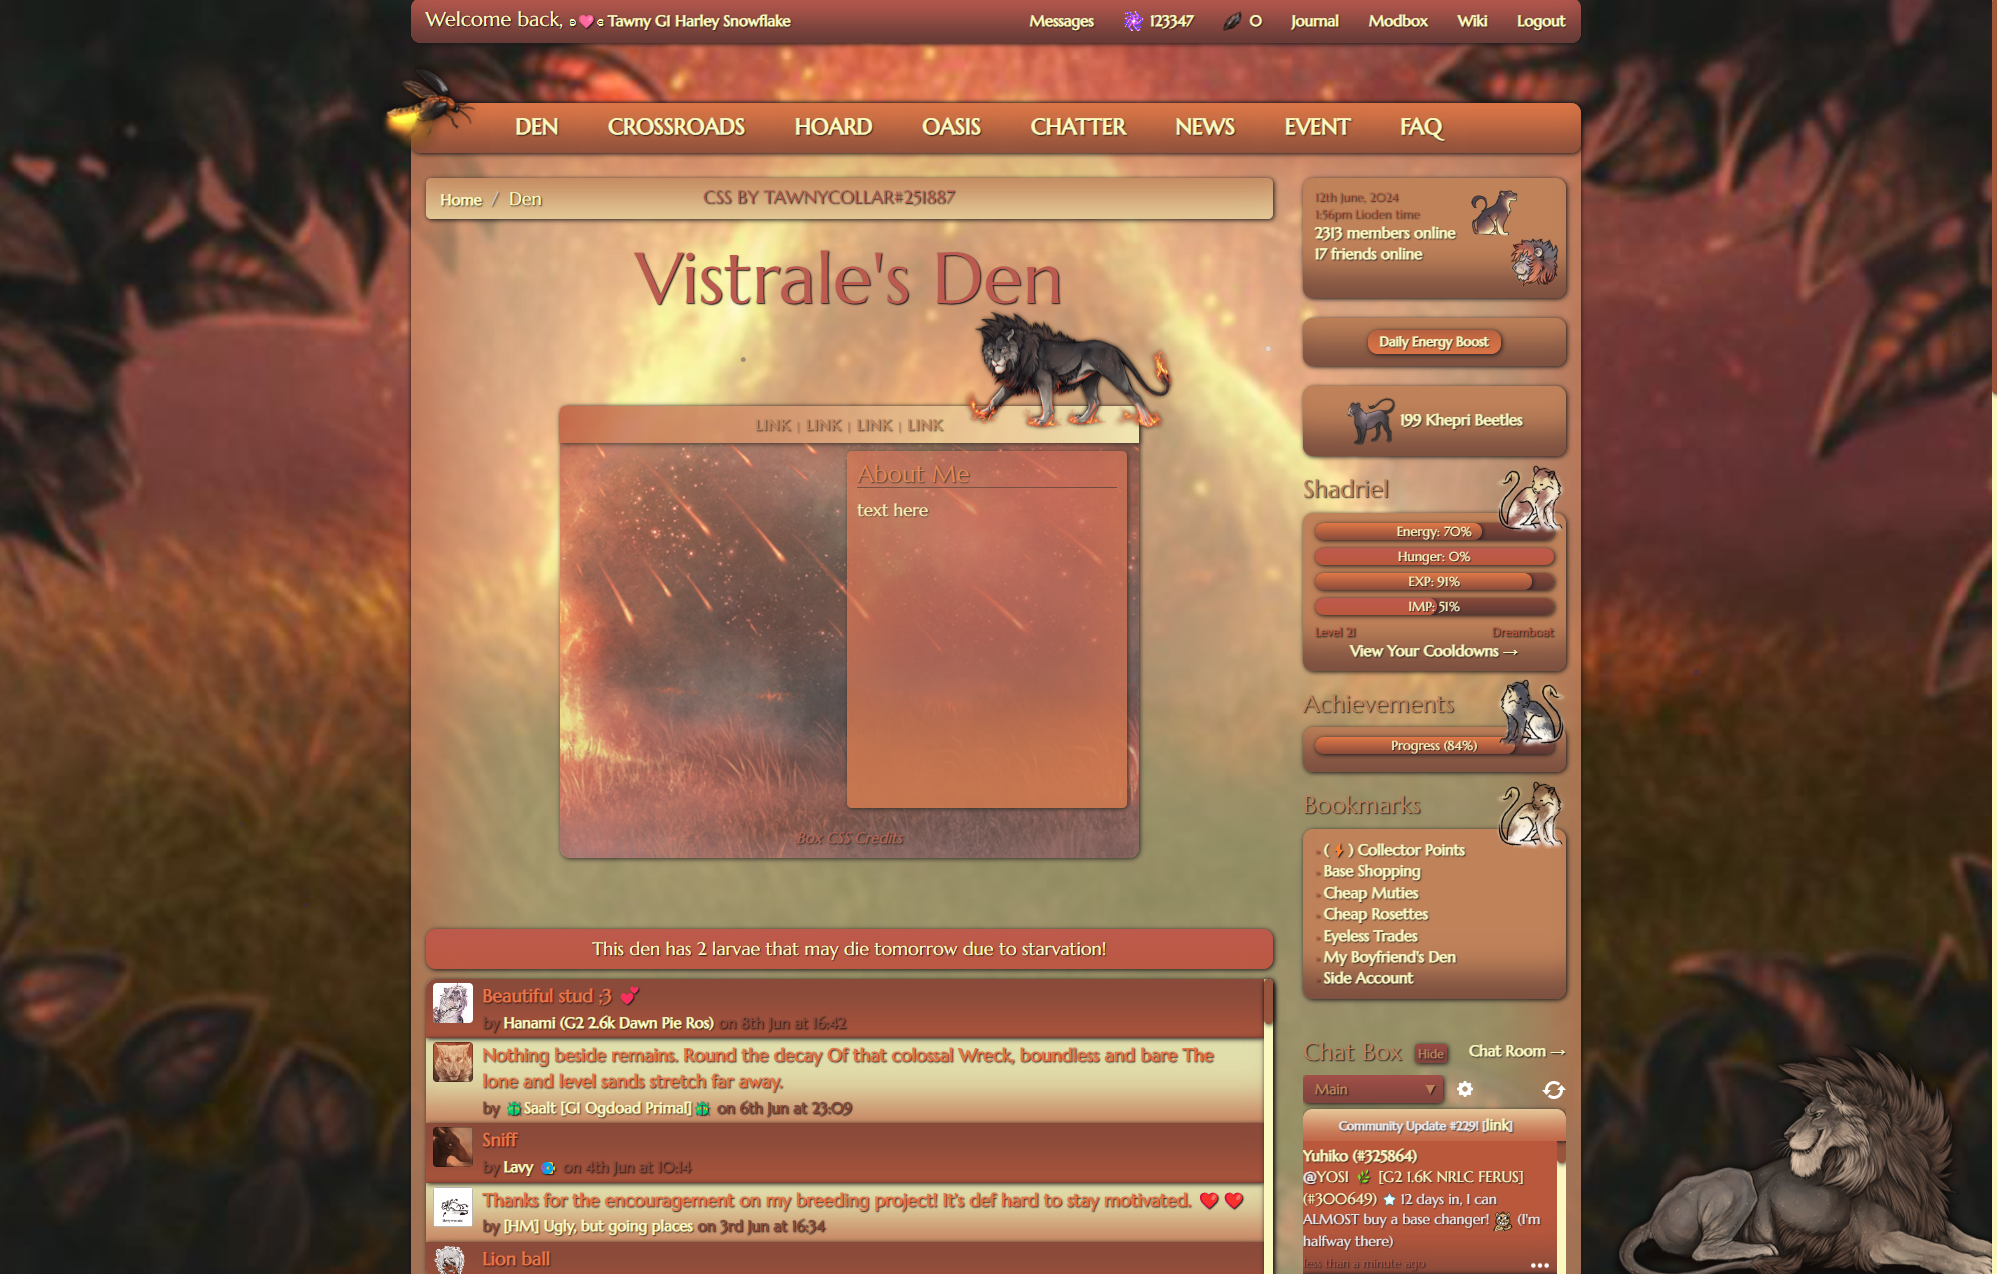 Welcome back, ʚ💗ɞ Tawny G1 Harley Snowflake
Messages 123347 0 Journal Modbox Wiki Logout
DEN CROSSROADS HOARD OASIS CHATTER NEWS EVENT FAQ
Home / Den
CSS BY TAWNYCOLLAR#251887
Vistrale's Den
LINK | LINK | LINK | LINK
About Me
text here
Box CSS Credits
This den has 2 larvae that may die tomorrow due to starvation!
Beautiful stud ;3 💕
by Hanami (G2 2.6k Dawn Pie Ros) on 8th Jun at 16:42
Nothing beside remains. Round the decay Of that colossal Wreck, boundless and bare The
lone and level sands stretch far away.
by Saalt [G1 Ogdoad Primal] on 6th Jun at 23:09
Sniff
by Lavy on 4th Jun at 10:14
Thanks for the encouragement on my breeding project! It's def hard to stay motivated. ❤️❤️
by [HM] Ugly, but going places on 3rd Jun at 16:34
Lion ball
12th June, 2024
1:56pm Lioden time
2313 members online
17 friends online
Daily Energy Boost
199 Khepri Beetles
Shadriel
Energy: 70%
Hunger: 0%
EXP: 91%
IMP: 51%
Level 21 Dreamboat
View Your Cooldowns →
Achievements
Progress (84%)
Bookmarks
(⚡) Collector Points
Base Shopping
Cheap Muties
Cheap Rosettes
Eyeless Trades
My Boyfriend's Den
Side Account
Chat Box Hide Chat Room →
Main ▼
Community Update #229! [link]
Yuhiko (#325864)
@YOSI 🌿 [G2 1.6K NRLC FERUS]
(#300649) ★ 12 days in, I can
ALMOST buy a base changer! (I'm
halfway there)
less than a minute ago